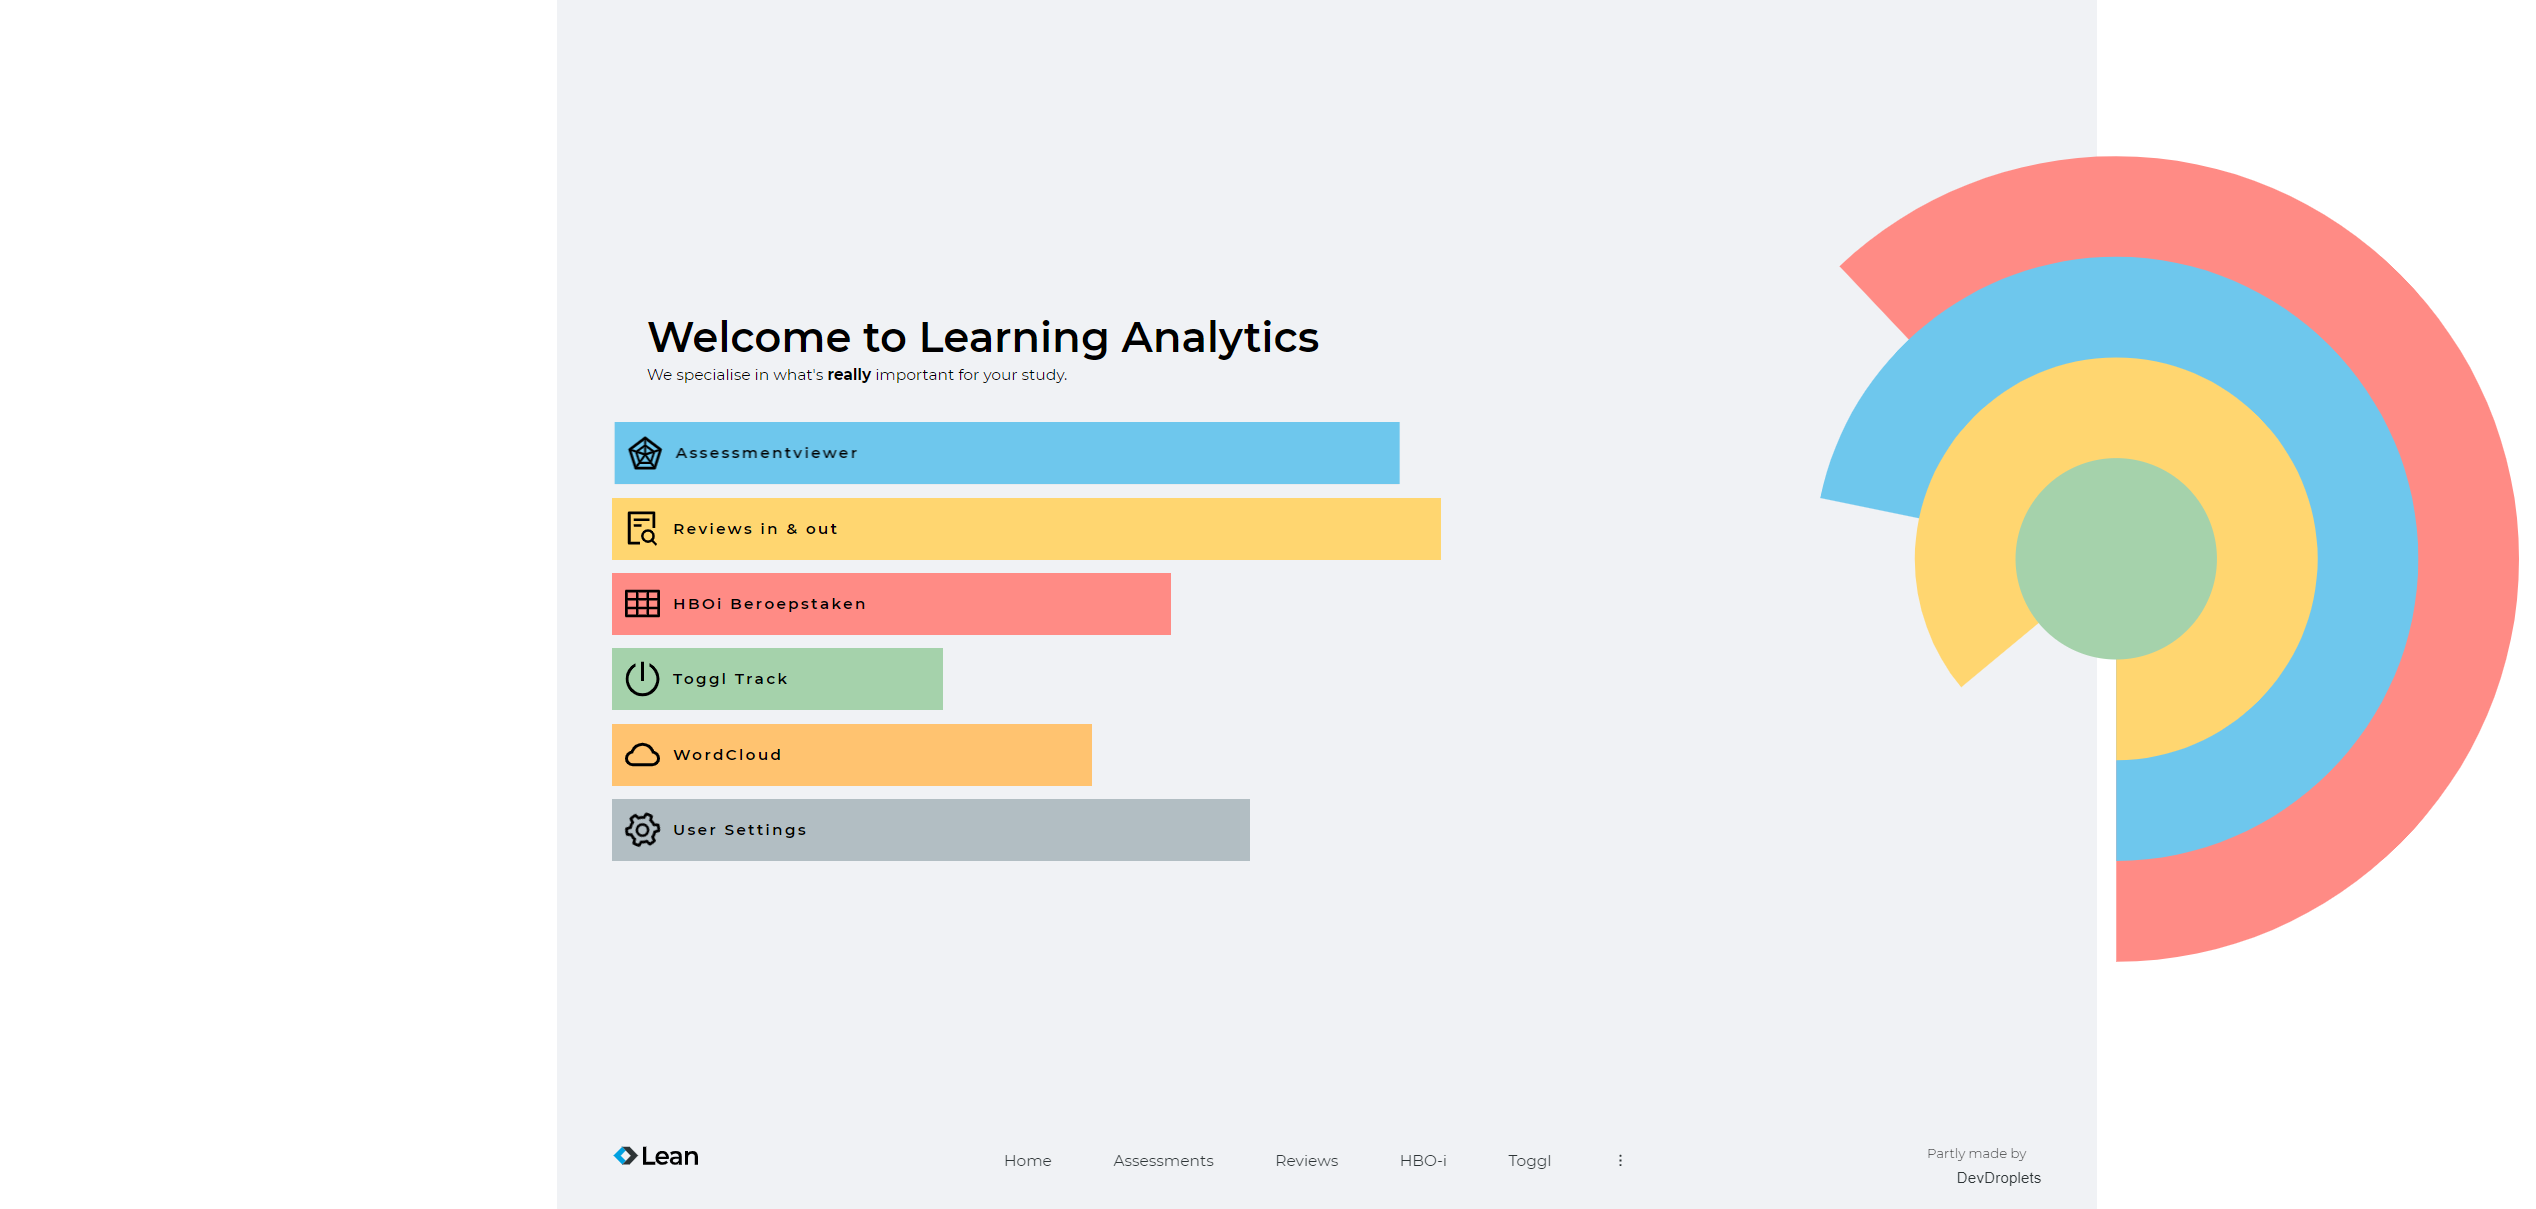 Welcome to Learning Analytics
We specialise in what's really important for your study.
Assessmentviewer
Reviews in & out
HBOi Beroepstaken
Toggl Track
WordCloud
User Settings
Lean
Home Assessments Reviews HBO-i Toggl
Partly made by
DevDroplets